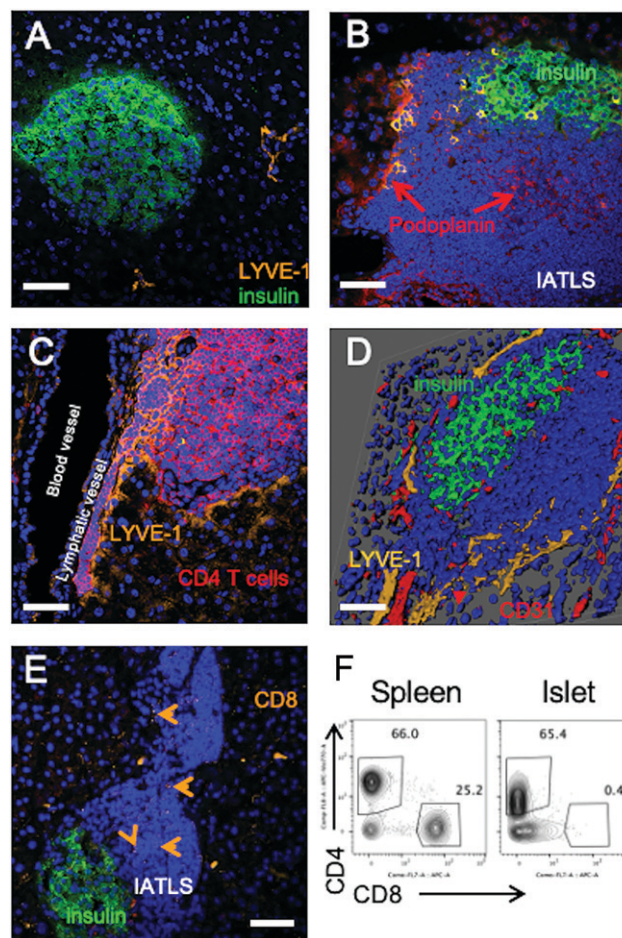 A
LYVE-1
insulin
B
insulin
Podoplanin
IATLS
C
Blood vessel
Lymphatic vessel
LYVE-1
CD4 T cells
D
insulin
LYVE-1
CD31
E
CD8
IATLS
insulin
F
Spleen
Islet
66.0
25.2
65.4
0.4
CD4
CD8